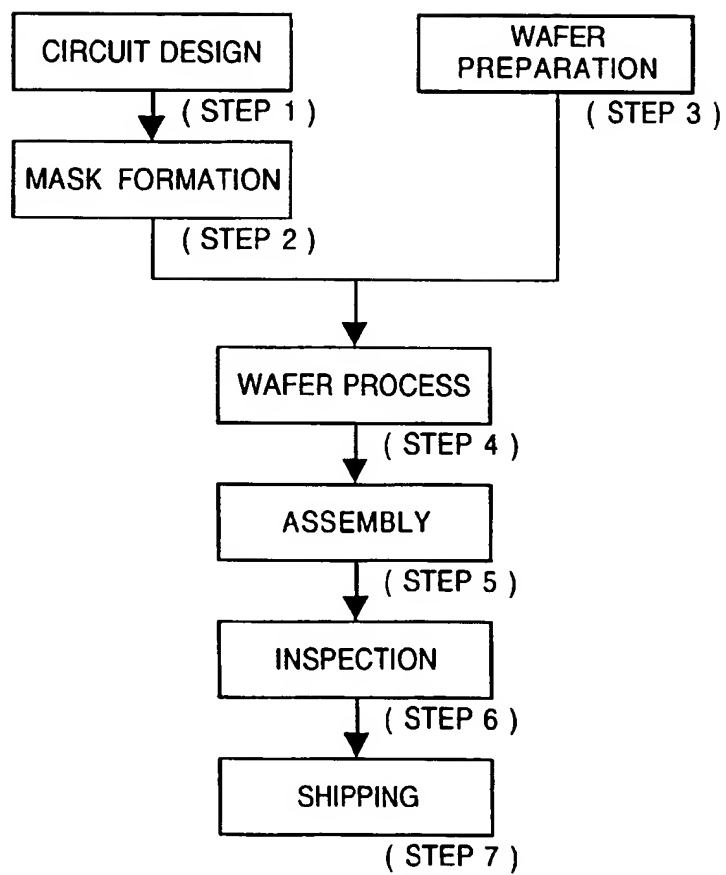 CIRCUIT DESIGN
( STEP 1 )
MASK FORMATION
( STEP 2 )
WAFER
PREPARATION
( STEP 3 )
WAFER PROCESS
( STEP 4 )
ASSEMBLY
( STEP 5 )
INSPECTION
( STEP 6 )
SHIPPING
( STEP 7 )